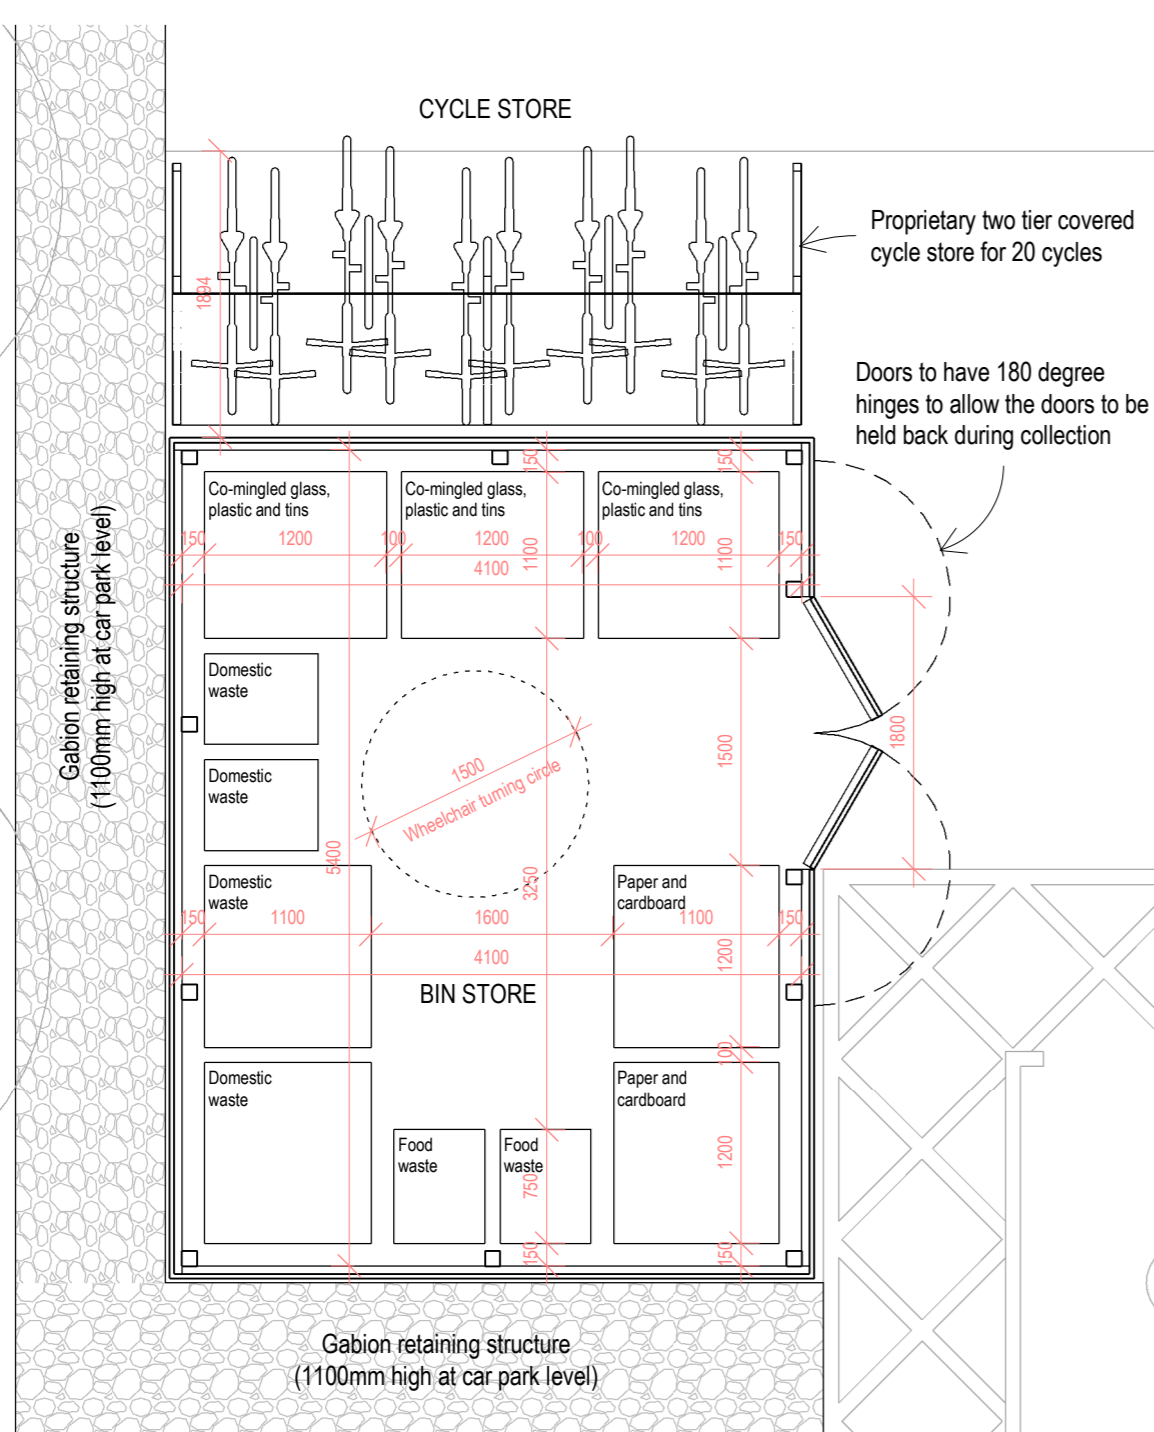 CYCLE STORE
Proprietary two tier covered
cycle store for 20 cycles
1894
Doors to have 180 degree
hinges to allow the doors to be
held back during collection
150
150
Co-mingled glass,
plastic and tins
Co-mingled glass,
plastic and tins
Co-mingled glass,
plastic and tins
150
1200
100
1200
100
1200
150
1100
1100
4100
Gabion retaining structure
(1100mm high at car park level)
Domestic
waste
Domestic
waste
1500
Wheelchair turning circle
1500
1800
5400
3250
Domestic
waste
Paper and
cardboard
150
1100
1600
1100
150
1200
4100
BIN STORE
100
Domestic
waste
Paper and
cardboard
Food
waste
Food
waste
750
1200
150
150
Gabion retaining structure
(1100mm high at car park level)